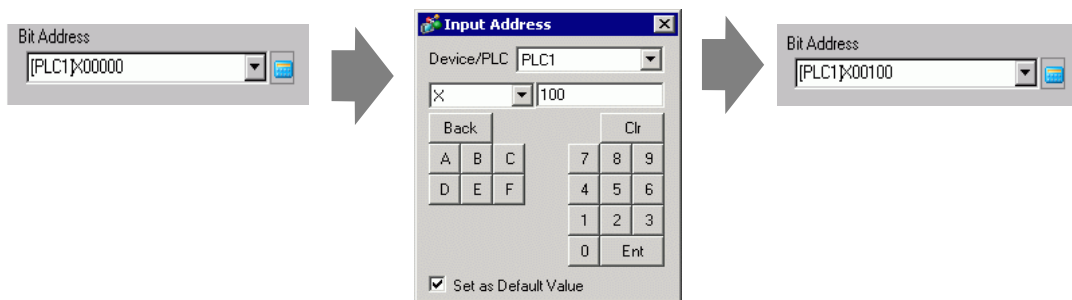 Bit Address
[PLC1]X00000
Input Address
Device/PLC PLC1
X 100
Back Clr
A B C 7 8 9
D E F 4 5 6
1 2 3
0 Ent
Set as Default Value
Bit Address
[PLC1]X00100